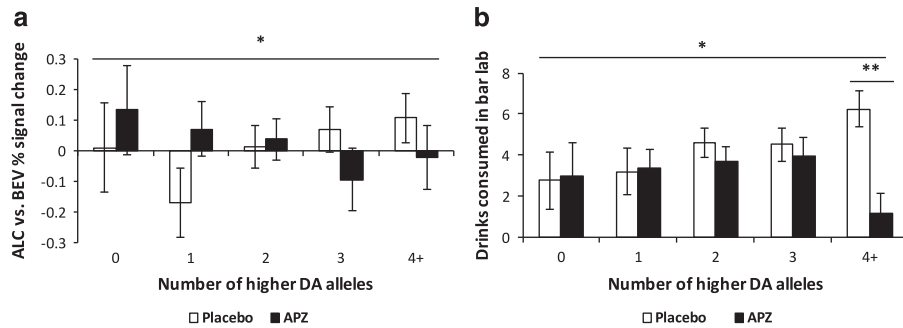 a
ALC vs. BEV % signal change
*
0.3
0.2
0.1
0
-0.1
-0.2
-0.3
0 1 2 3 4+
Number of higher DA alleles
Placebo APZ
b
Drinks consumed in bar lab
*
**
8
6
4
2
0
0 1 2 3 4+
Number of higher DA alleles
Placebo APZ